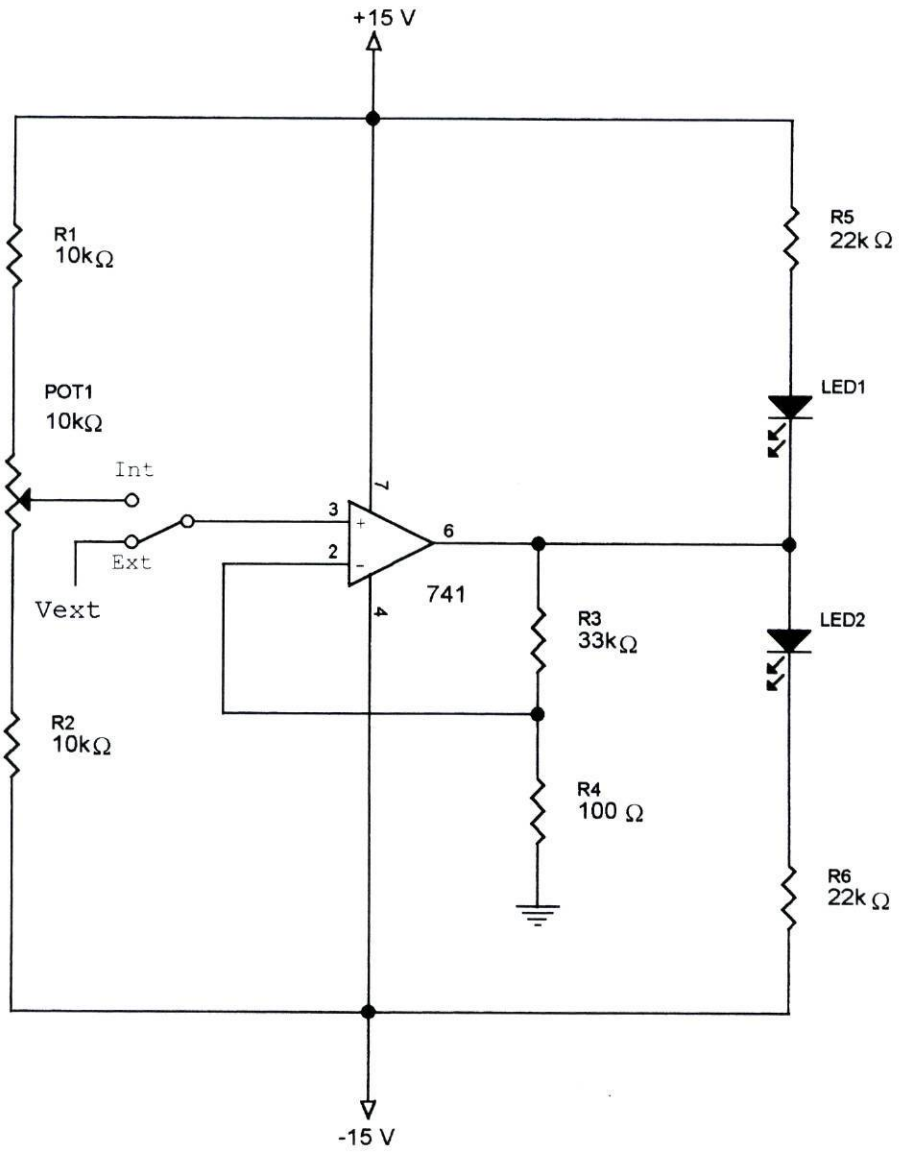 +15 V
R1
10kΩ
R5
22k Ω
POT1
10kΩ
LED1
Int
7
3
+
6
2
-
Ext
4
741
Vext
R3
33kΩ
LED2
R2
10kΩ
R4
100 Ω
R6
22k Ω
-15 V